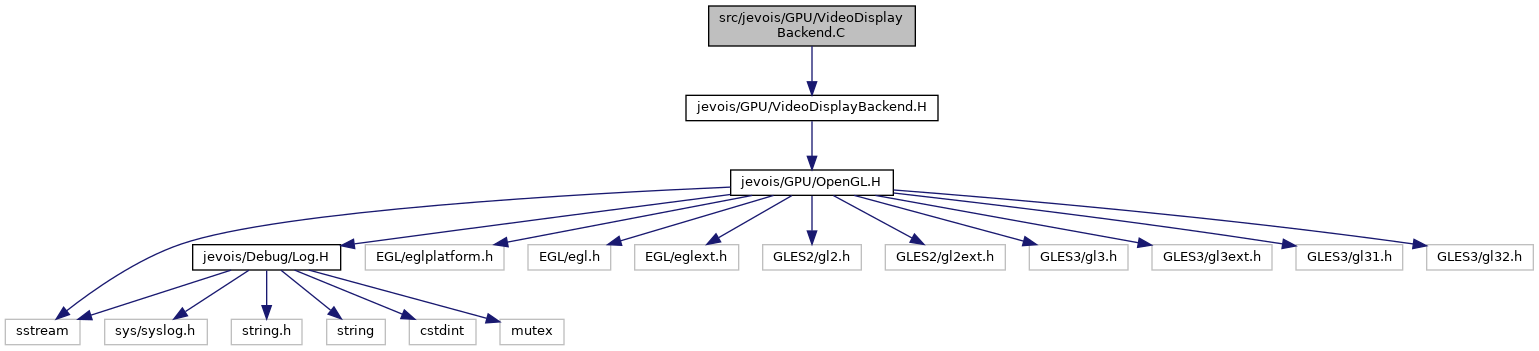 src/jevois/GPU/VideoDisplay
Backend.C
jevois/GPU/VideoDisplayBackend.H
jevois/GPU/OpenGL.H
jevois/Debug/Log.H
EGL/eglplatform.h
EGL/egl.h
EGL/eglext.h
GLES2/gl2.h
GLES2/gl2ext.h
GLES3/gl3.h
GLES3/gl3ext.h
GLES3/gl31.h
GLES3/gl32.h
sstream
sys/syslog.h
string.h
string
cstdint
mutex